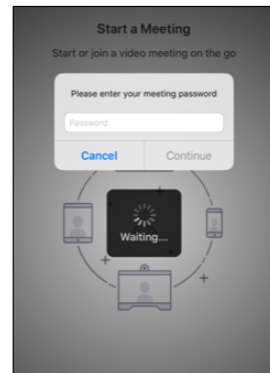 Start a Meeting
Start or join a video meeting on the go
Please enter your meeting password
Password
Cancel
Continue
Waiting...